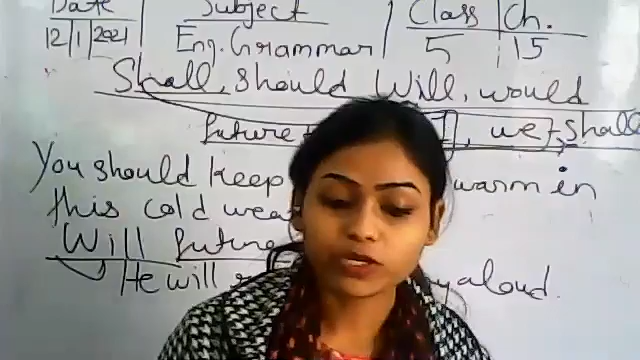 Date Subject Class Ch.
12/1/2021 Eng. Grammar 5 15
Shall, should Will, would
future I, we Shall
You should keep warm in
this cold
Will future
He will aloud.